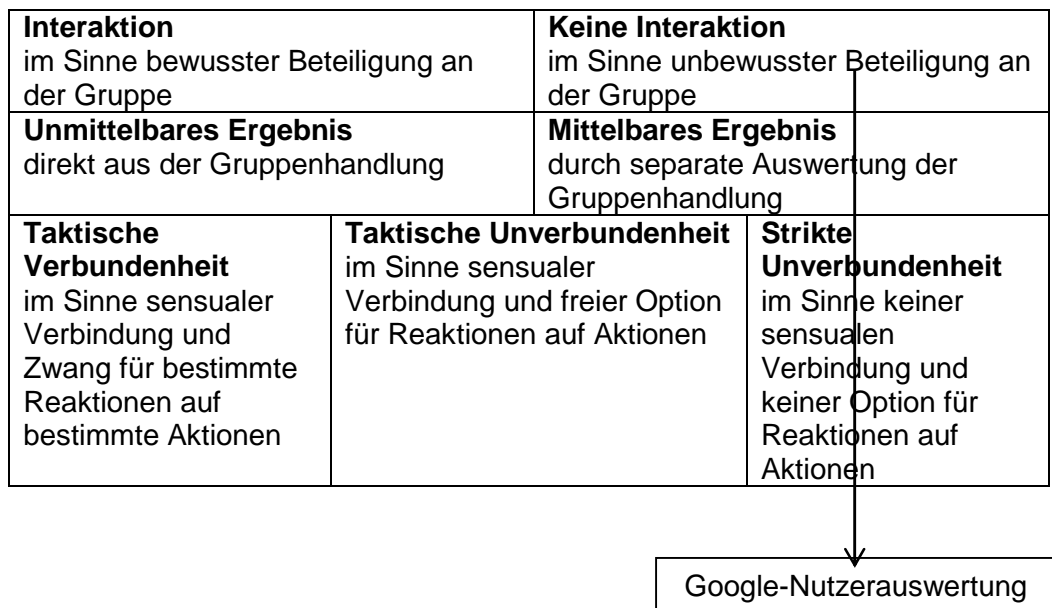 Interaktion
im Sinne bewusster Beteiligung an
der Gruppe
Keine Interaktion
im Sinne unbewusster Beteiligung an
der Gruppe
Unmittelbares Ergebnis
direkt aus der Gruppenhandlung
Mittelbares Ergebnis
durch separate Auswertung der
Gruppenhandlung
Taktische
Verbundenheit
im Sinne sensualer
Verbindung und
Zwang für bestimmte
Reaktionen auf
bestimmte Aktionen
Taktische Unverbundenheit
im Sinne sensualer
Verbindung und freier Option
für Reaktionen auf Aktionen
Strikte
Unverbundenheit
im Sinne keiner
sensualen
Verbindung und
keiner Option für
Reaktionen auf
Aktionen
Google-Nutzerauswertung